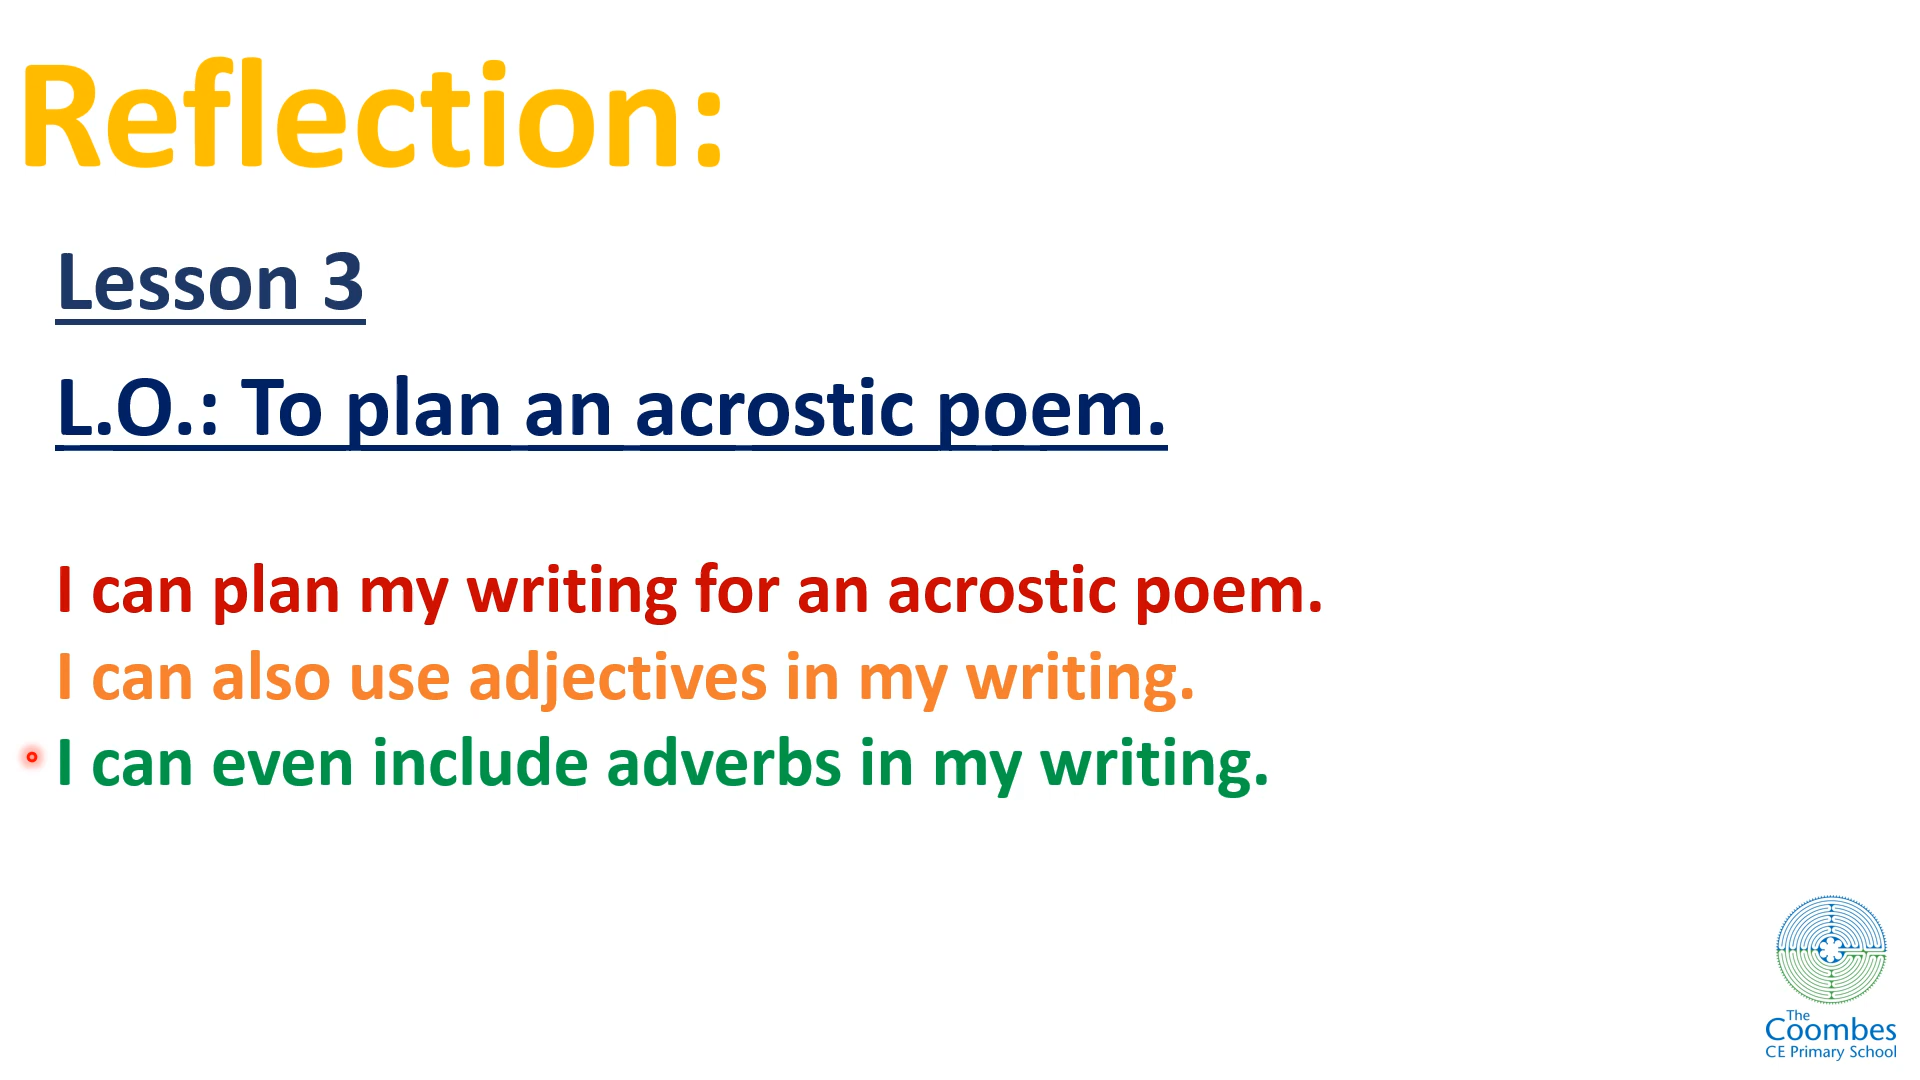 Reflection:
Lesson 3
L.O.: To plan an acrostic poem.
I can plan my writing for an acrostic poem.
I can also use adjectives in my writing.
I can even include adverbs in my writing.
The
Coombes
CE Primary School